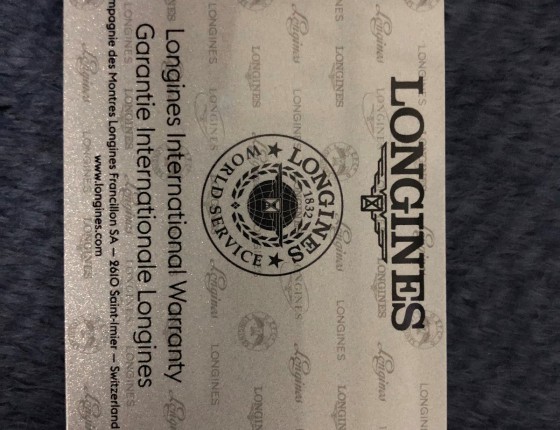 LONGINES
LONGINES
1832
WORLD SERVICE
Longines International Warranty
Garantie Internationale Longines
des Montres Longines Francillon SA – 2610 Saint-Imier – Switzerland
www.longines.com